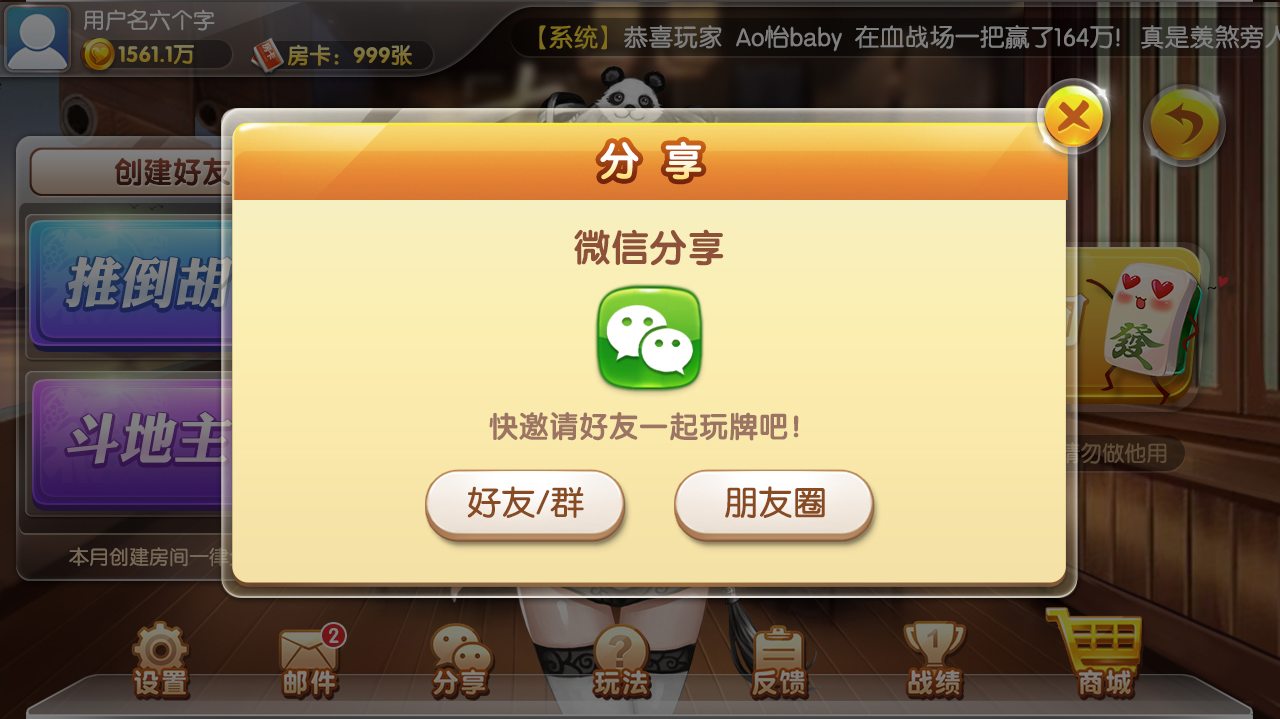 用户名六个字
1561.1万
房卡：999张
【系统】恭喜玩家 Ao怡baby 在血战场一把赢了164万！真是羡煞旁人
创建好友
推倒胡
斗地主
本月创建房间一律
分享
微信分享
快邀请好友一起玩牌吧！
好友/群
朋友圈
發
请勿做他用
设置
2
邮件
分享
?
玩法
反馈
1
战绩
商城